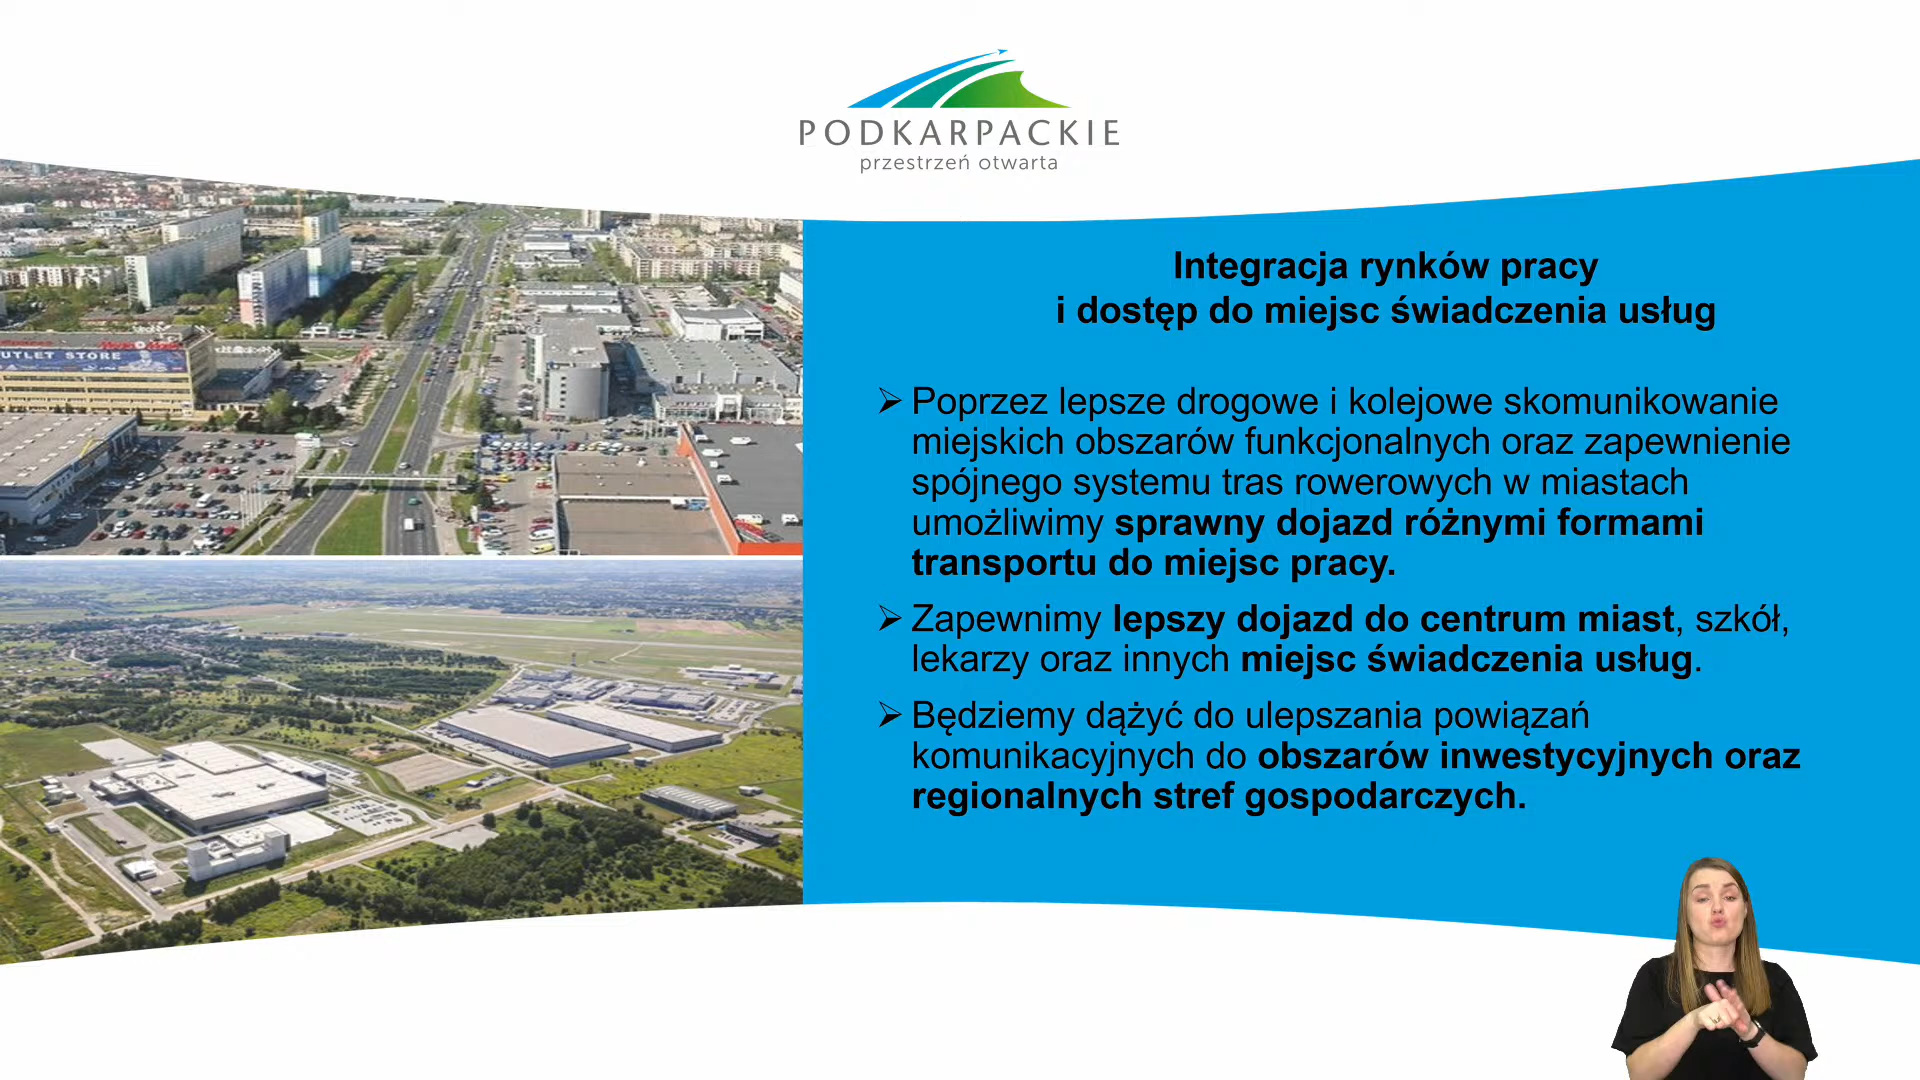 PODKARPACKIE
przestrzeń otwarta
OUTLET STORE
Integracja rynków pracy
i dostęp do miejsc świadczenia usług
➢ Poprzez lepsze drogowe i kolejowe skomunikowanie
miejskich obszarów funkcjonalnych oraz zapewnienie
spójnego systemu tras rowerowych w miastach
umożliwimy sprawny dojazd różnymi formami
transportu do miejsc pracy.
➢ Zapewnimy lepszy dojazd do centrum miast, szkół,
lekarzy oraz innych miejsc świadczenia usług.
➢ Będziemy dążyć do ulepszania powiązań
komunikacyjnych do obszarów inwestycyjnych oraz
regionalnych stref gospodarczych.